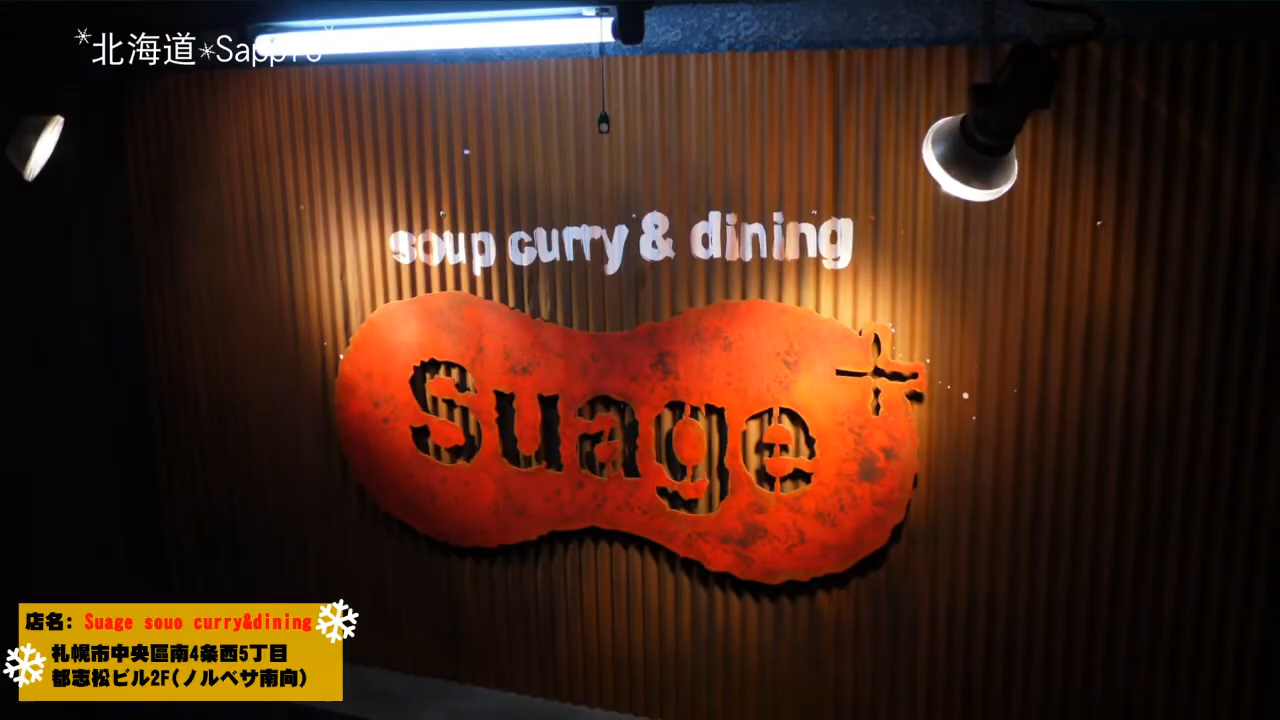 *北海道*Sapporo*
soup curry & dining
Suage+
店名: Suage souo curry&dining
札幌市中央區南4条西5丁目
都志松ビル2F(ノルベサ南向)